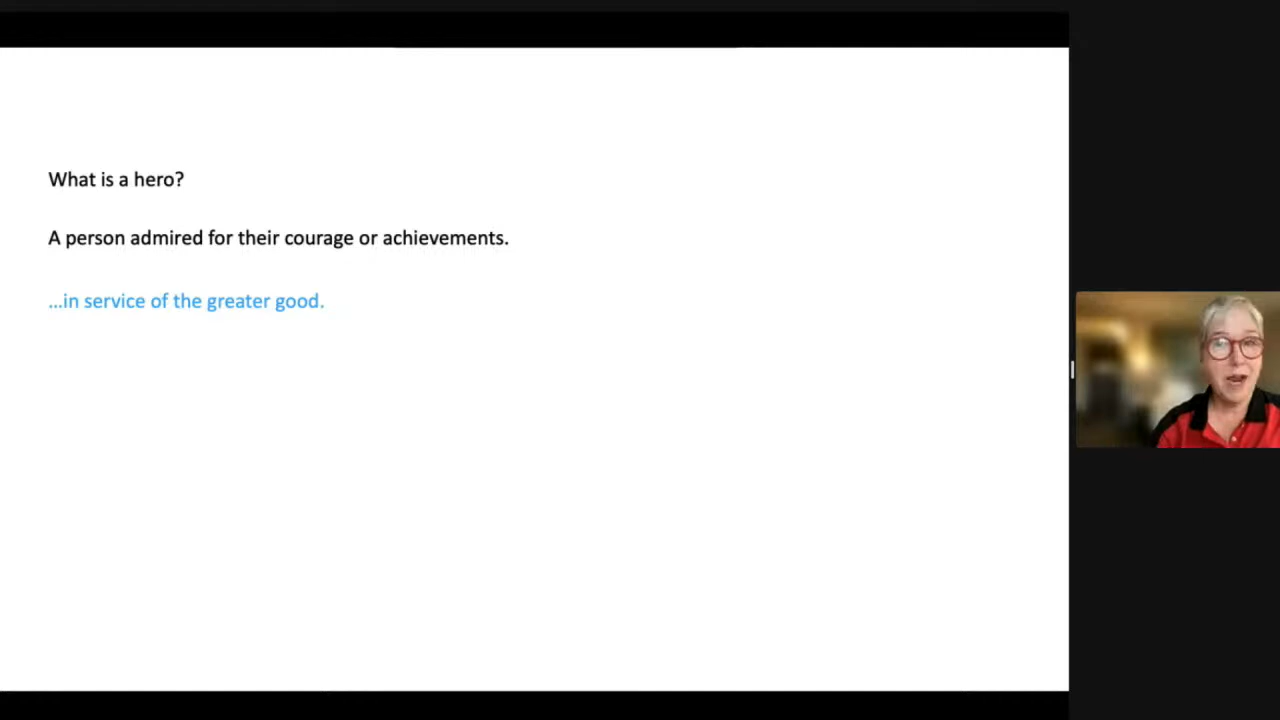 What is a hero?
A person admired for their courage or achievements.
...in service of the greater good.